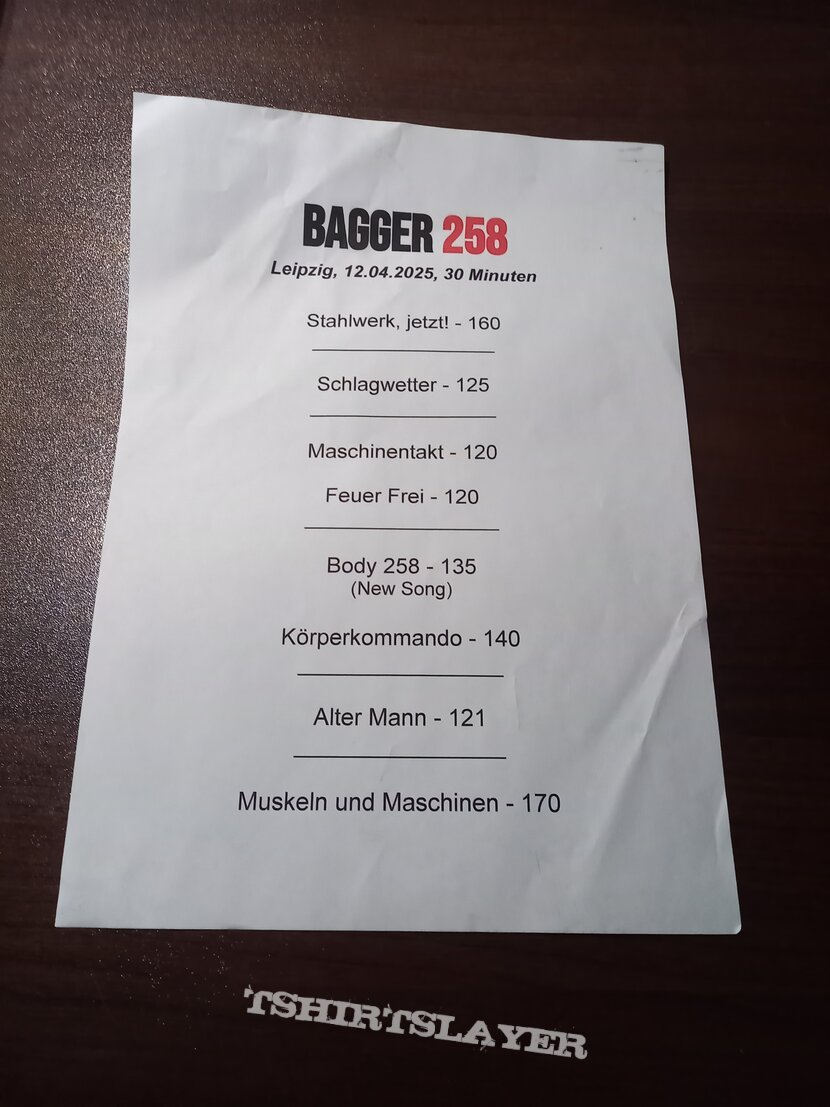 BAGGER 258
Leipzig, 12.04.2025, 30 Minuten
Stahlwerk, jetzt! - 160
Schlagwetter - 125
Maschinentakt - 120
Feuer Frei - 120
Body 258 - 135
(New Song)
Körperkommando - 140
Alter Mann - 121
Muskeln und Maschinen - 170
TSHIRTSLAYER